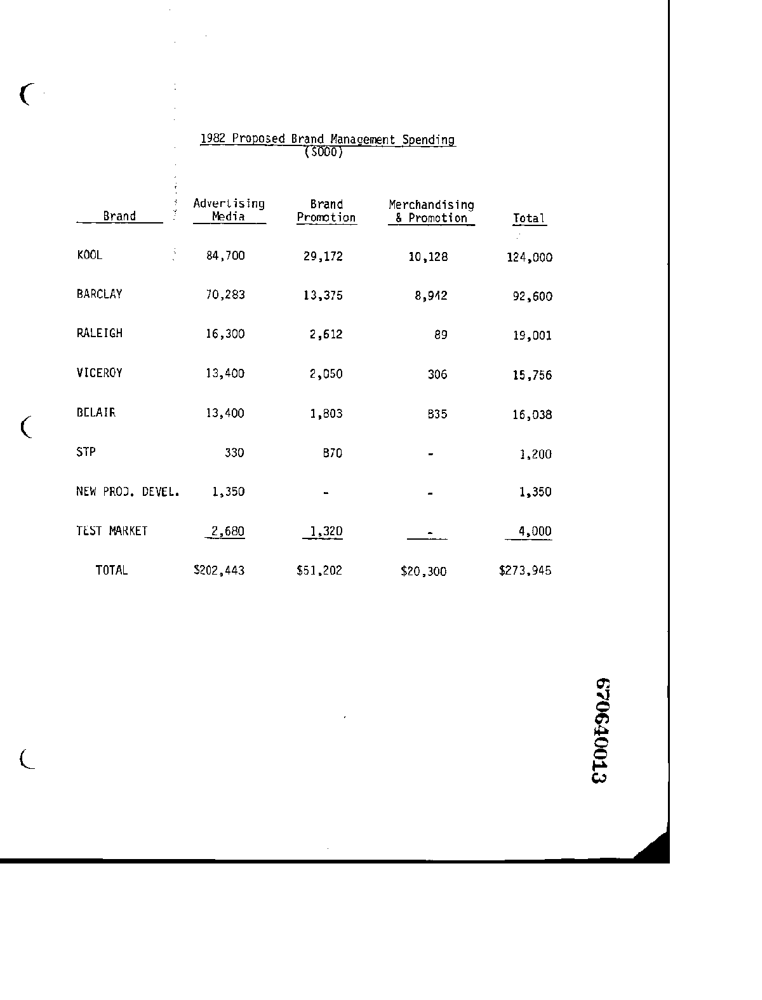 1982 Proposed Brand Management Spending
($000)
Advertising Brand Merchandising
Brand Media Promotion & Promotion Total
KOOL 84,700 29,172 10,128 124,000
BARCLAY 70,283 13,375 8,942 92,600
RALEIGH 16,300 2,612 89 19,001
VICEROY 13,400 2,050 306 15,756
BELAIR 13,400 1,803 835 16,038
STP 330 870 - 1,200
NEW PROD. DEVEL. 1,350 - - 1,350
TEST MARKET 2,680 1,320 - 4,000
TOTAL $202,443 $51,202 $20,300 $273,945
670640013